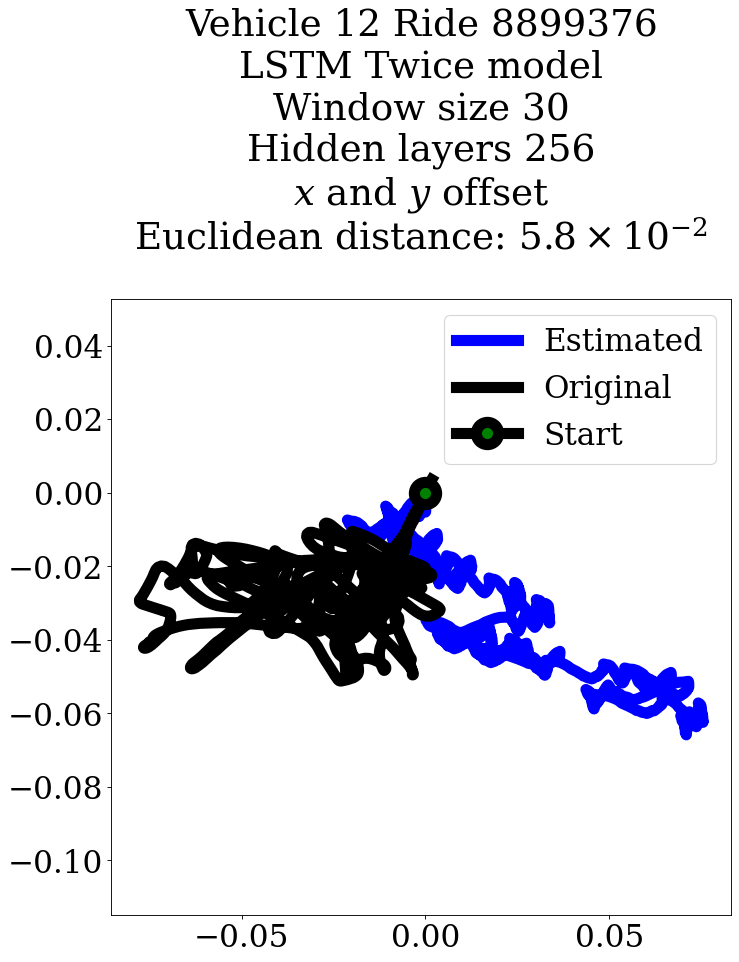 Vehicle 12 Ride 8899376
LSTM Twice model
Window size 30
Hidden layers 256
x and y offset
Euclidean distance: 5.8 × 10⁻²
Estimated
Original
Start
0.04
0.02
0.00
−0.02
−0.04
−0.06
−0.08
−0.10
−0.05
0.00
0.05